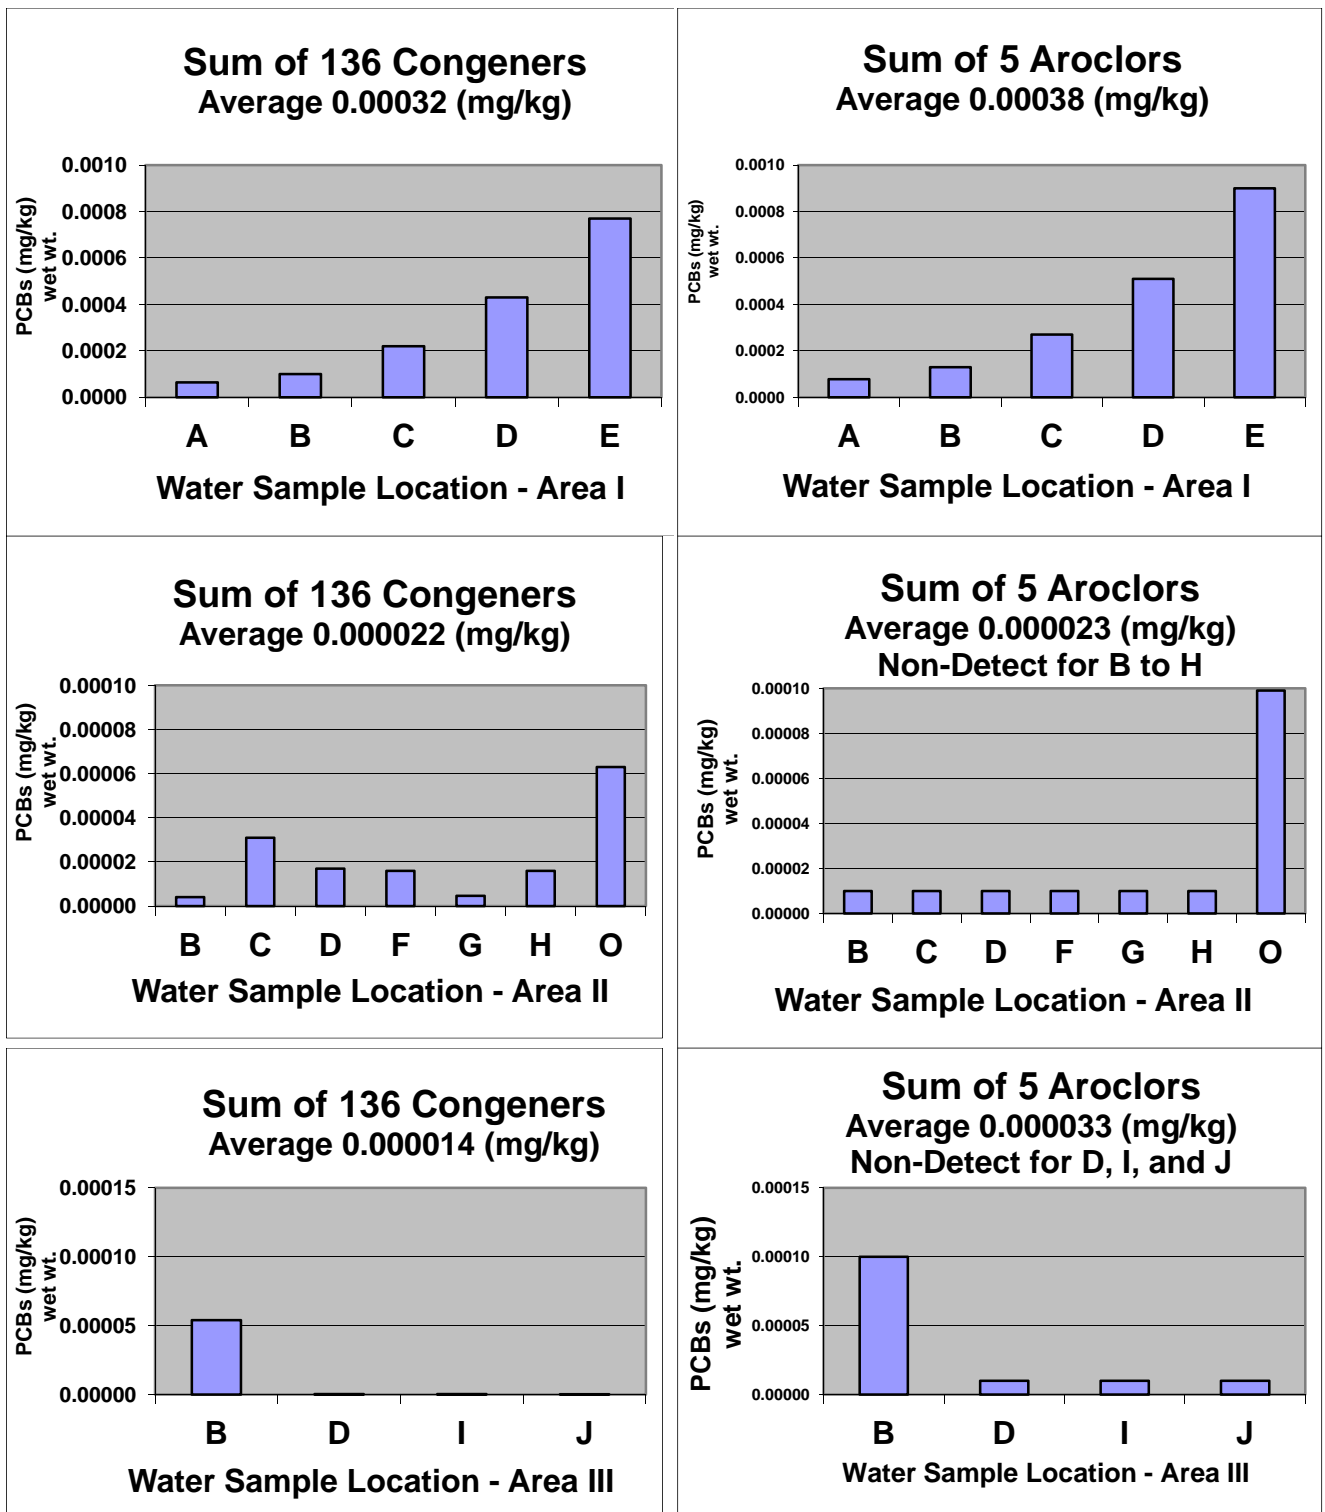 Sum of 136 Congeners
Average 0.00032 (mg/kg)
PCBs (mg/kg)
wet wt.
0.0010
0.0008
0.0006
0.0004
0.0002
0.0000
A B C D E
Water Sample Location - Area I
Sum of 5 Aroclors
Average 0.00038 (mg/kg)
PCBs (mg/kg)
wet wt.
0.0010
0.0008
0.0006
0.0004
0.0002
0.0000
A B C D E
Water Sample Location - Area I
Sum of 136 Congeners
Average 0.000022 (mg/kg)
PCBs (mg/kg)
wet wt.
0.00010
0.00008
0.00006
0.00004
0.00002
0.00000
B C D F G H O
Water Sample Location - Area II
Sum of 5 Aroclors
Average 0.000023 (mg/kg)
Non-Detect for B to H
PCBs (mg/kg)
wet wt.
0.00010
0.00008
0.00006
0.00004
0.00002
0.00000
B C D F G H O
Water Sample Location - Area II
Sum of 136 Congeners
Average 0.000014 (mg/kg)
PCBs (mg/kg)
wet wt.
0.00015
0.00010
0.00005
0.00000
B D I J
Water Sample Location - Area III
Sum of 5 Aroclors
Average 0.000033 (mg/kg)
Non-Detect for D, I, and J
PCBs (mg/kg)
wet wt.
0.00015
0.00010
0.00005
0.00000
B D I J
Water Sample Location - Area III